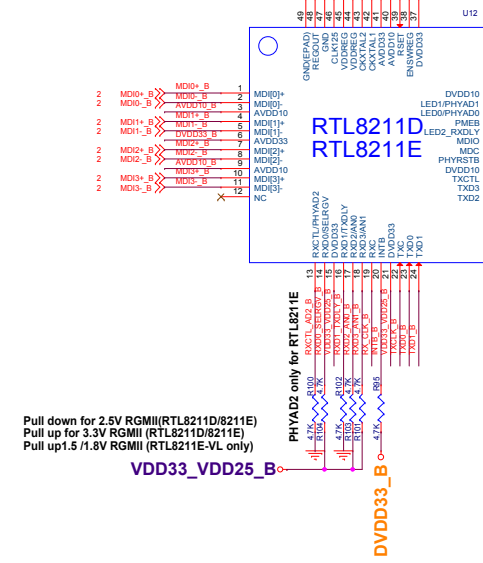 U12
49
48
47
46
45
44
43
42
41
40
39
38
37
GND(EPAD)
REGOUT
GND
CLK125
VDDREG
VDDREG
CKXTAL2
CKXTAL1
AVDD33
AVDD10
RSET
ENSWREG
DVDD33
2 MDI0+_B MDI0+_B 1 MDI[0]+
2 MDI0-_B MDI0-_B 2 MDI[0]-
AVDD10_B 3 AVDD10
2 MDI1+_B MDI1+_B 4 MDI[1]+
2 MDI1-_B MDI1-_B 5 MDI[1]-
DVDD33_B 6 AVDD33
2 MDI2+_B MDI2+_B 7 MDI[2]+
2 MDI2-_B MDI2-_B 8 MDI[2]-
AVDD10_B 9 AVDD10
2 MDI3+_B MDI3+_B 10 MDI[3]+
2 MDI3-_B MDI3-_B 11 MDI[3]-
12 NC
RTL8211D
RTL8211E
DVDD10
LED1/PHYAD1
LED0/PHYAD0
PMEB
LED2_RXDLY
MDIO
MDC
PHYRSTB
DVDD10
TXCTL
TXD3
TXD2
RXCTL/PHYAD2
RXD0/SELRGV
DVDD33
RXD1/TXDLY
RXD2/AN0
RXD3/AN1
RXC
INTB
DVDD33
TXC
TXD0
TXD1
13
14
15
16
17
18
19
20
21
22
23
24
RXCTL_AD2_B
RXD0_SELRGV_B
VDD33_VDD25_B
RXD1_TXDLY_B
RXD2_AN0_B
RXD3_AN1_B
RX_CLK_B
INTB_B
VDD33_VDD25_B
TXCLK_B
TXD0_B
TXD1_B
PHYAD2 only for RTL8211E
R100
4.7K
R102
4.7K
4.7K
R95
4.7K
R104
4.7K
R103
R101
4.7K
Pull down for 2.5V RGMII(RTL8211D/8211E)
Pull up for 3.3V RGMII (RTL8211D/8211E)
Pull up1.5 /1.8V RGMII (RTL8211E-VL only)
VDD33_VDD25_B
DVDD33_B